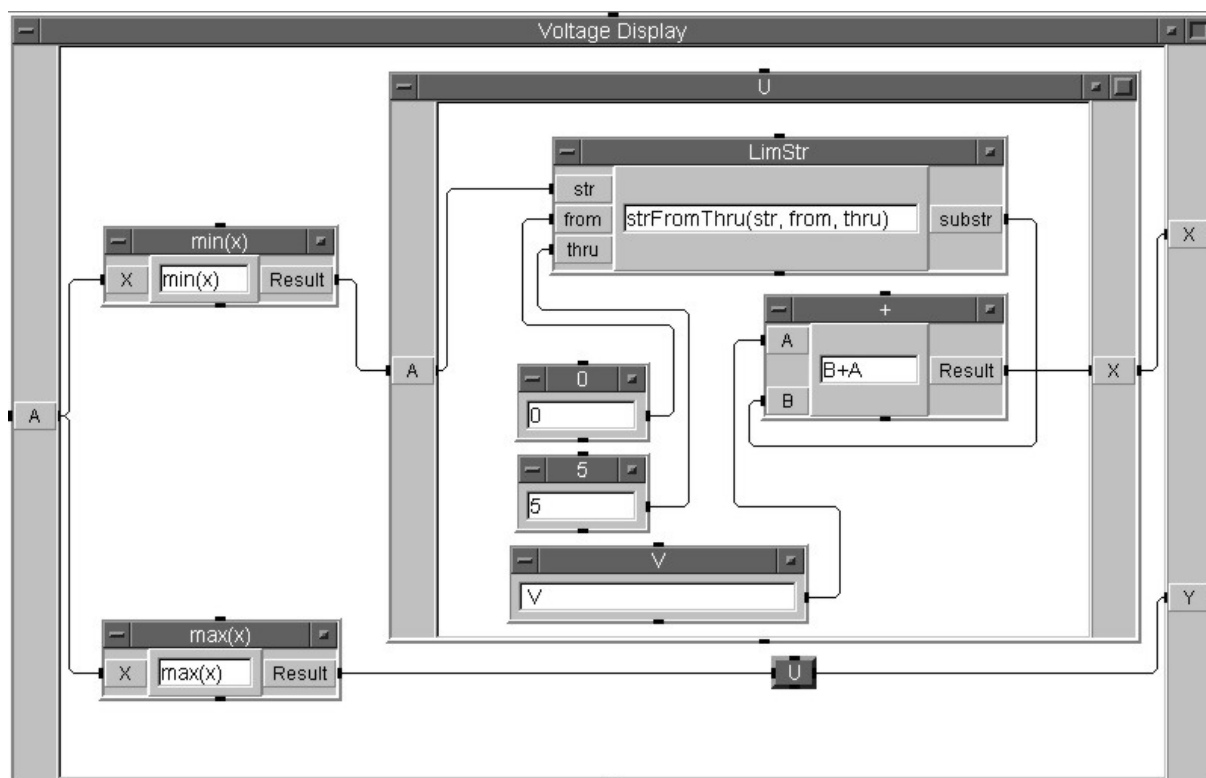 Voltage Display
U
LimStr
str
from
thru
strFromThru(str, from, thru)
substr
X
min(x)
X
min(x)
Result
+
A
B
B+A
Result
A
X
0
0
A
5
5
V
V
Y
max(x)
X
max(x)
Result
U